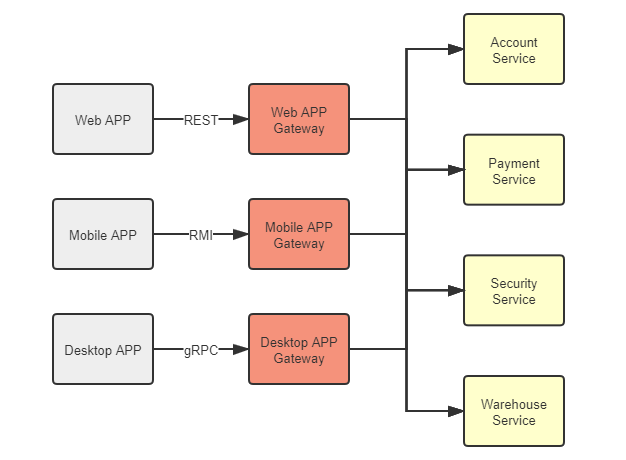 Account
Service
Web APP
REST
Web APP
Gateway
Payment
Service
Mobile APP
RMI
Mobile APP
Gateway
Security
Service
Desktop APP
gRPC
Desktop APP
Gateway
Warehouse
Service